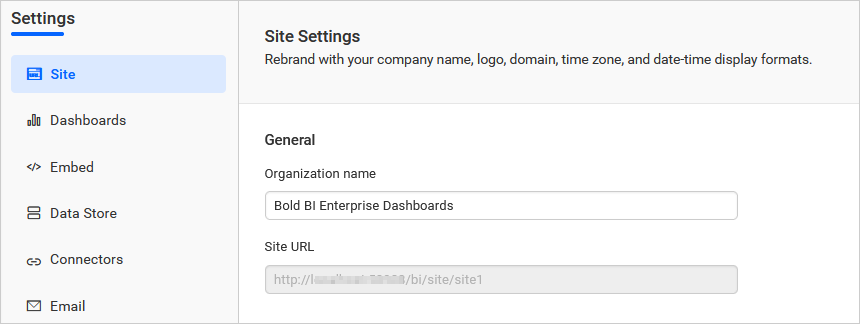 Settings
Site
Dashboards
Embed
Data Store
Connectors
Email
Site Settings
Rebrand with your company name, logo, domain, time zone, and date-time display formats.
General
Organization name
Bold BI Enterprise Dashboards
Site URL
http://l /bi/site/site1